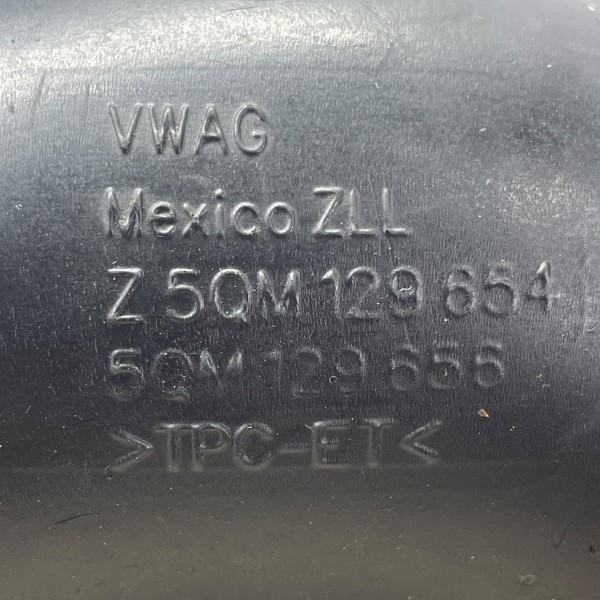 VWAG
Mexico ZLL
Z 5QM 129 654
5QM 129 656
>TPC-ET<